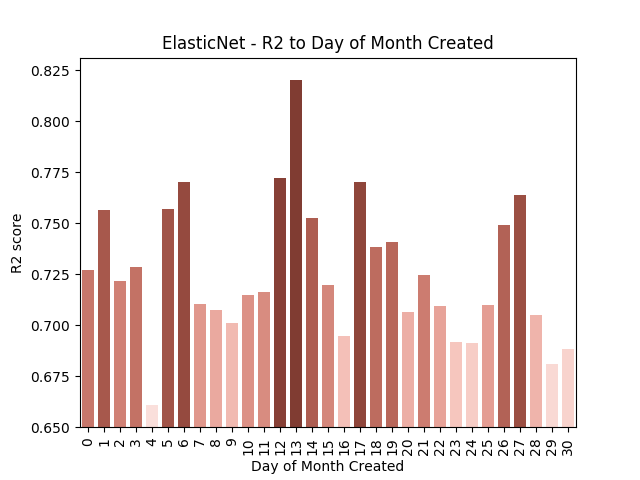 ElasticNet - R2 to Day of Month Created
0.825
0.800
0.775
0.750
0.725
0.700
0.675
0.650
R2 score
0 1 2 3 4 5 6 7 8 9 10 11 12 13 14 15 16 17 18 19 20 21 22 23 24 25 26 27 28 29 30
Day of Month Created